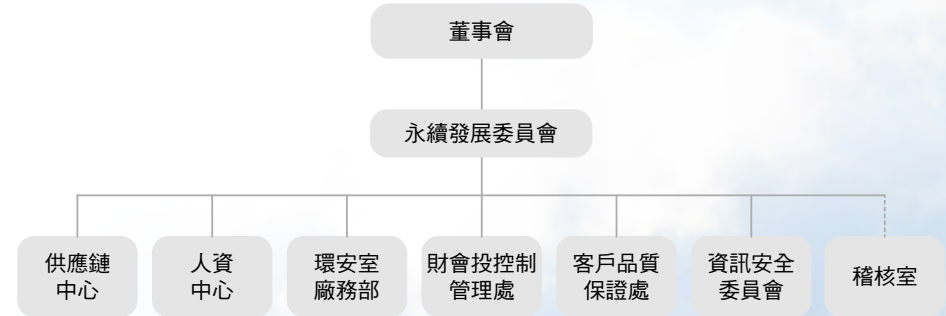 董事會
永續發展委員會
供應鏈
中心
人資
中心
環安室
廠務部
財會投控制
管理處
客戶品質
保證處
資訊安全
委員會
稽核室